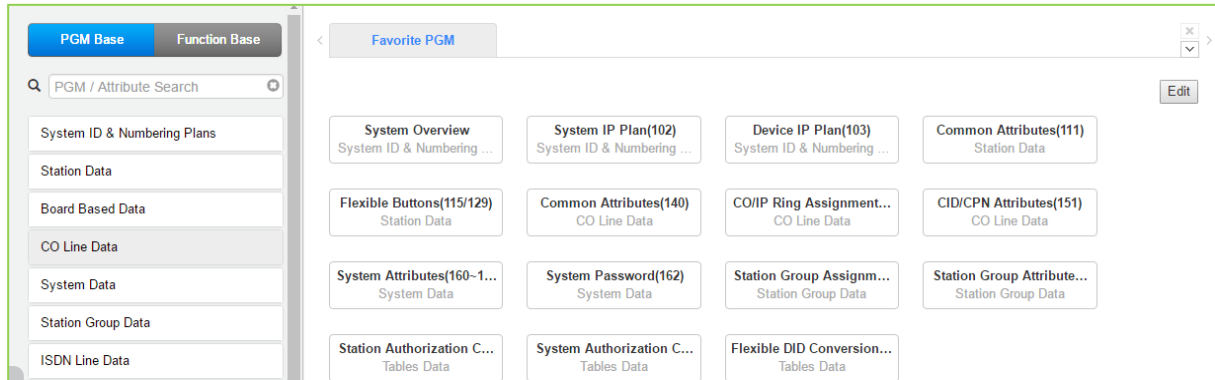 PGM Base
Function Base
PGM / Attribute Search
System ID & Numbering Plans
Station Data
Board Based Data
CO Line Data
System Data
Station Group Data
ISDN Line Data
Favorite PGM
Edit
System Overview
System ID & Numbering ...
System IP Plan(102)
System ID & Numbering ...
Device IP Plan(103)
System ID & Numbering ...
Common Attributes(111)
Station Data
Flexible Buttons(115/129)
Station Data
Common Attributes(140)
CO Line Data
CO/IP Ring Assignment...
CO Line Data
CID/CPN Attributes(151)
CO Line Data
System Attributes(160~1...
System Data
System Password(162)
System Data
Station Group Assignm...
Station Group Data
Station Group Attribute...
Station Group Data
Station Authorization C...
Tables Data
System Authorization C...
Tables Data
Flexible DID Conversion...
Tables Data